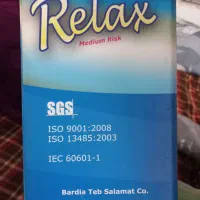 Relax
Medium Risk
SGS
ISO 9001:2008
ISO 13485:2003
IEC 60601-1
Bardia Teb Salamat Co.